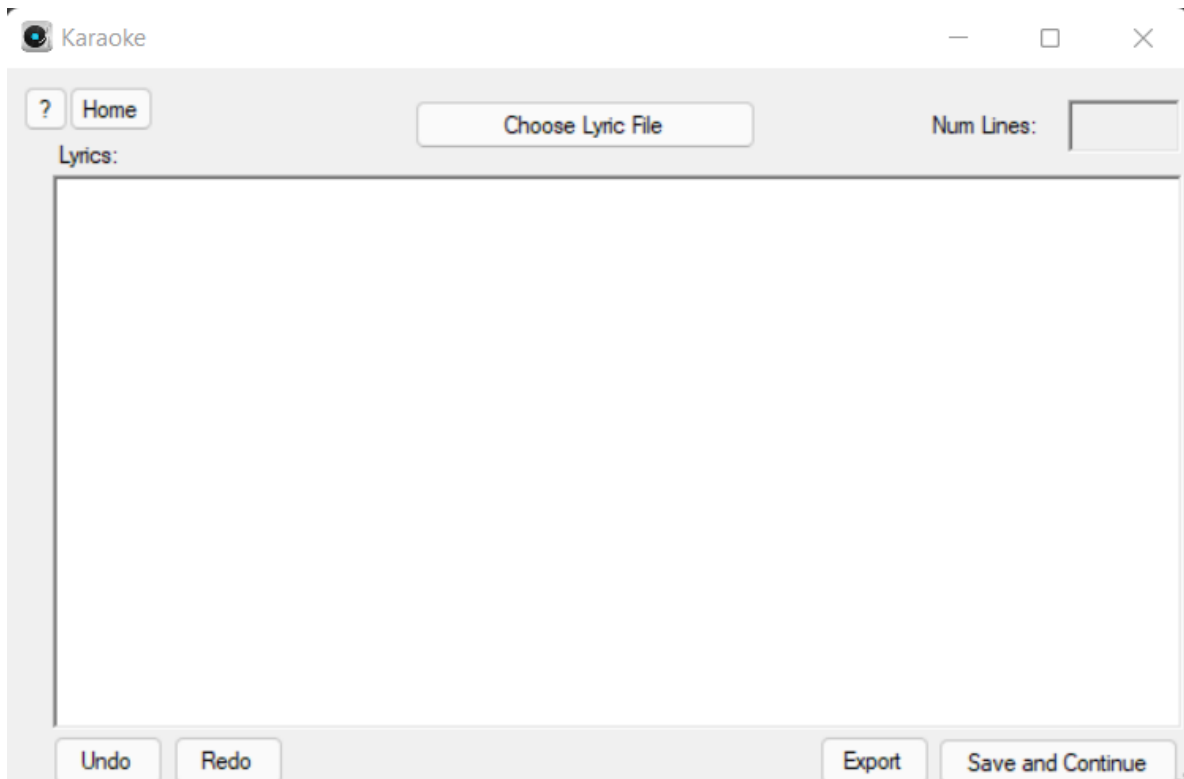 Karaoke
? Home
Choose Lyric File
Num Lines:
Lyrics:
Undo Redo Export Save and Continue